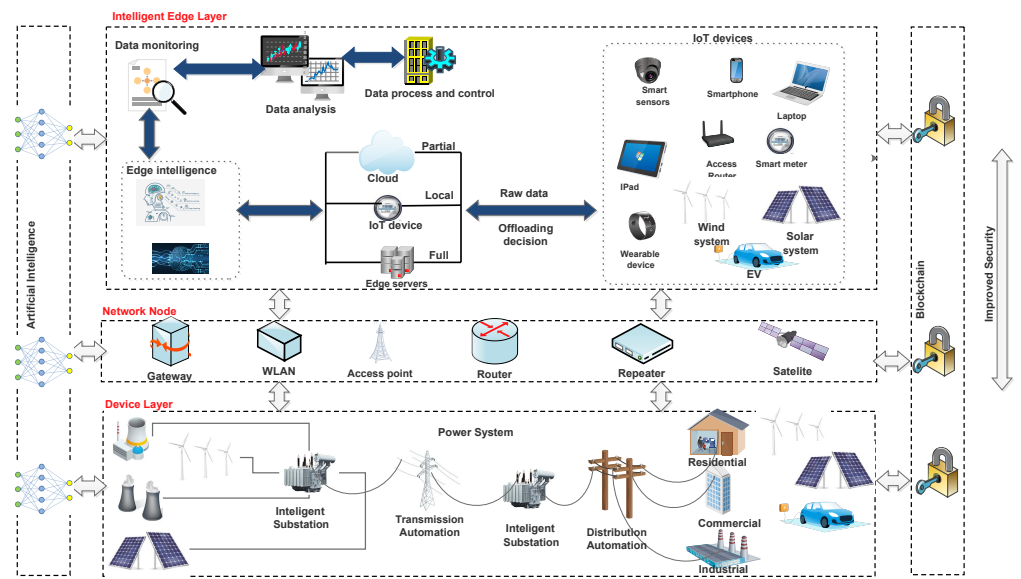 Intelligent Edge Layer
Data monitoring
Data analysis
Data process and control
Edge intelligence
Partial
Cloud
Local
IoT device
Full
Edge servers
Raw data
Offloading
decision
IoT devices
Smart
sensors
Smartphone
Laptop
IPad
Access
Router
Smart meter
Wearable
device
Wind
system
Solar
system
EV
Artificial Intelligence
Blockchain
Improved Security
Network Node
Gateway
WLAN
Access point
Router
Repeater
Satelite
Device Layer
Power System
Inteligent
Substation
Transmission
Automation
Inteligent
Substation
Distribution
Automation
Residential
Commercial
Industrial